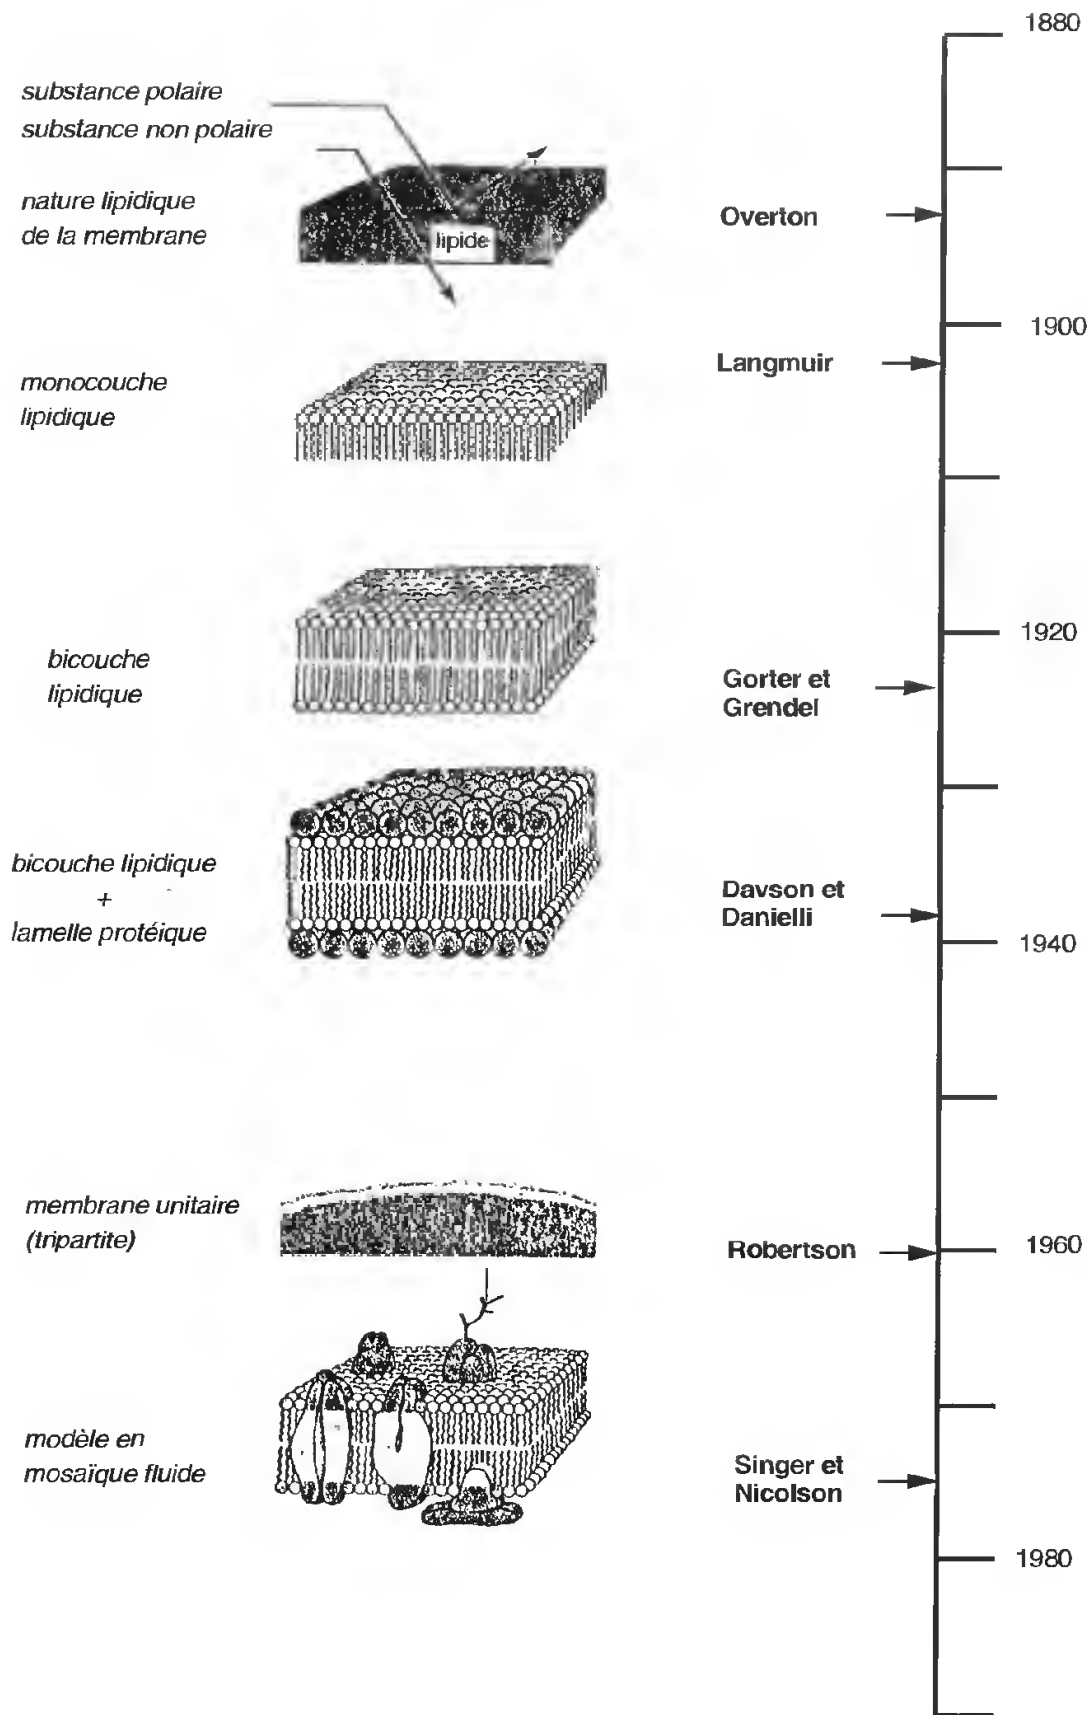 1880
substance polaire
substance non polaire
nature lipidique
de la membrane
lipide
Overton
1900
Langmuir
monocouche
lipidique
1920
bicouche
lipidique
Gorter et
Grendel
bicouche lipidique
+
lamelle protéique
Davson et
Danielli
1940
membrane unitaire
(tripartite)
Robertson
1960
modèle en
mosaïque fluide
Singer et
Nicolson
1980